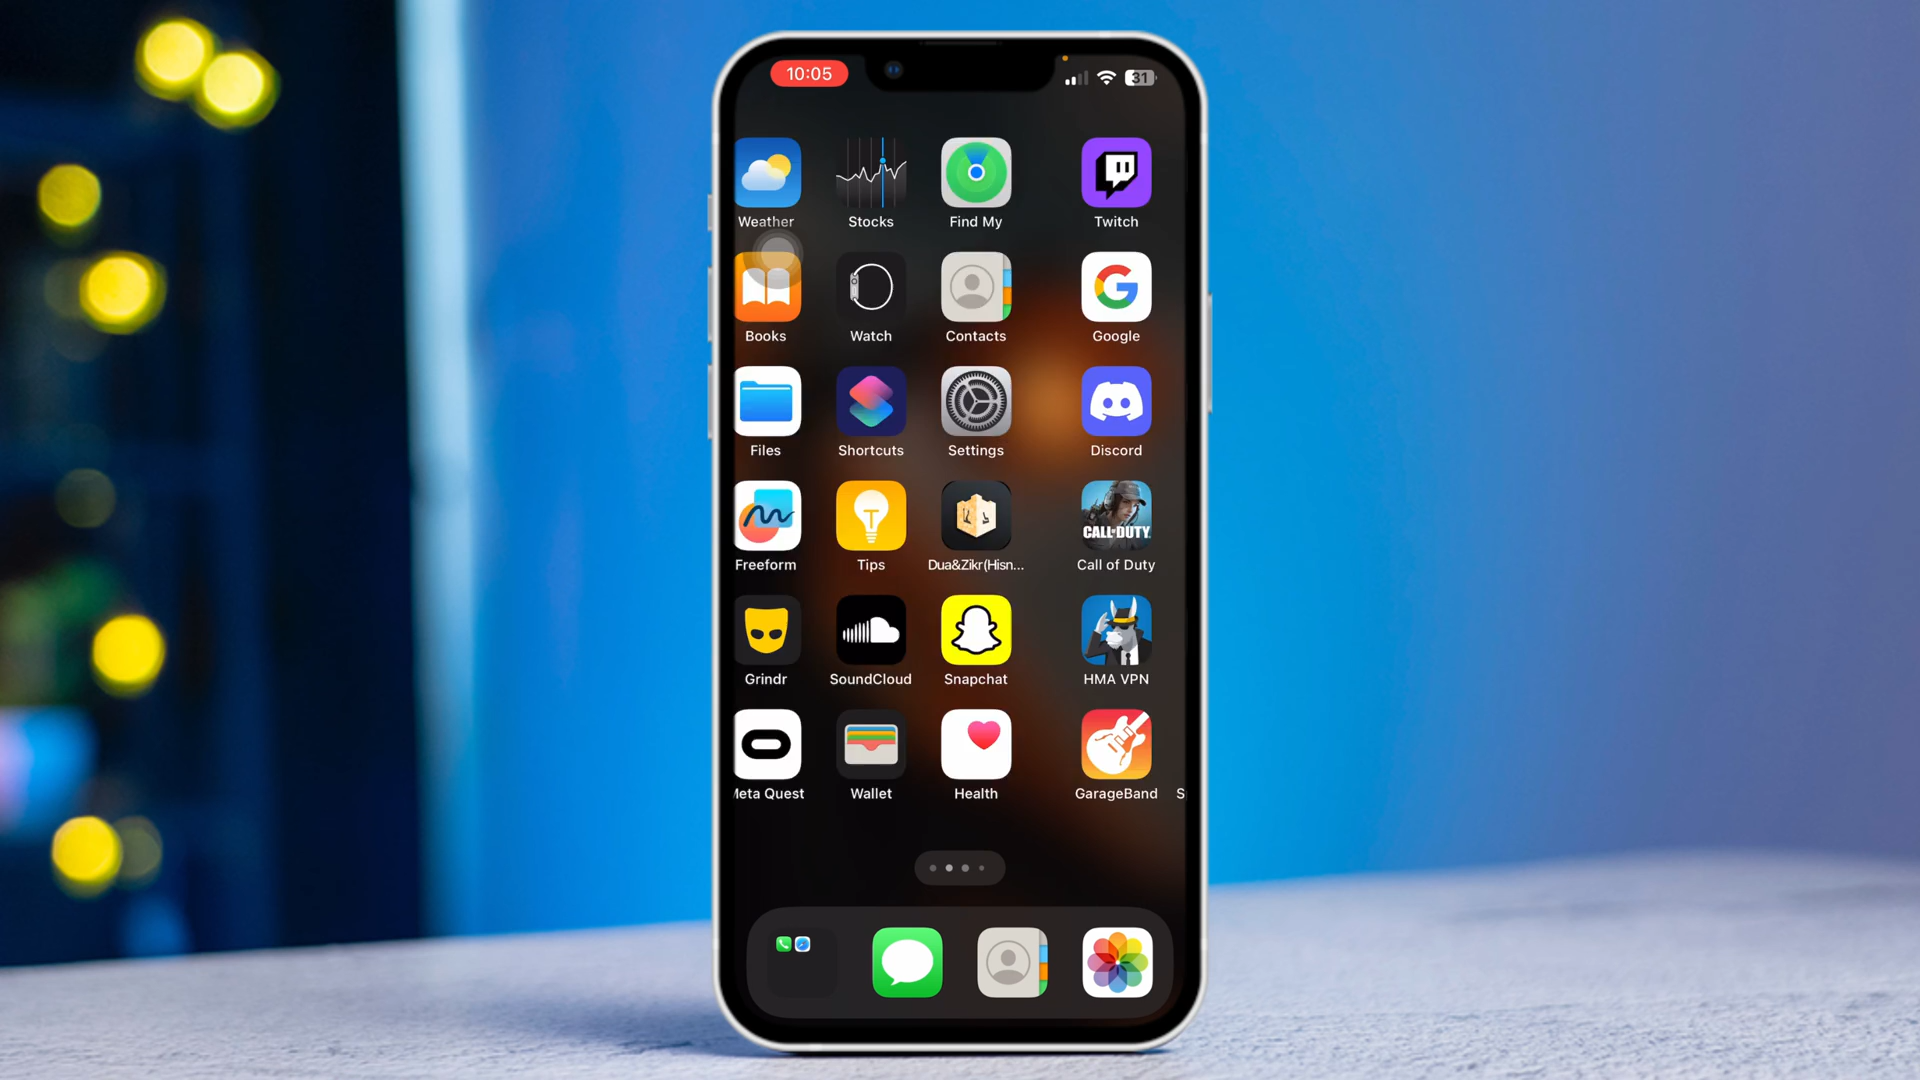 10:05
31
Weather
Stocks
Find My
Twitch
Books
Watch
Contacts
Google
Files
Shortcuts
Settings
Discord
CALL OF DUTY
Freeform
Tips
Dua&Zikr(Hisn...
Call of Duty
Grindr
SoundCloud
Snapchat
HMA VPN
Meta Quest
Wallet
Health
GarageBand
S